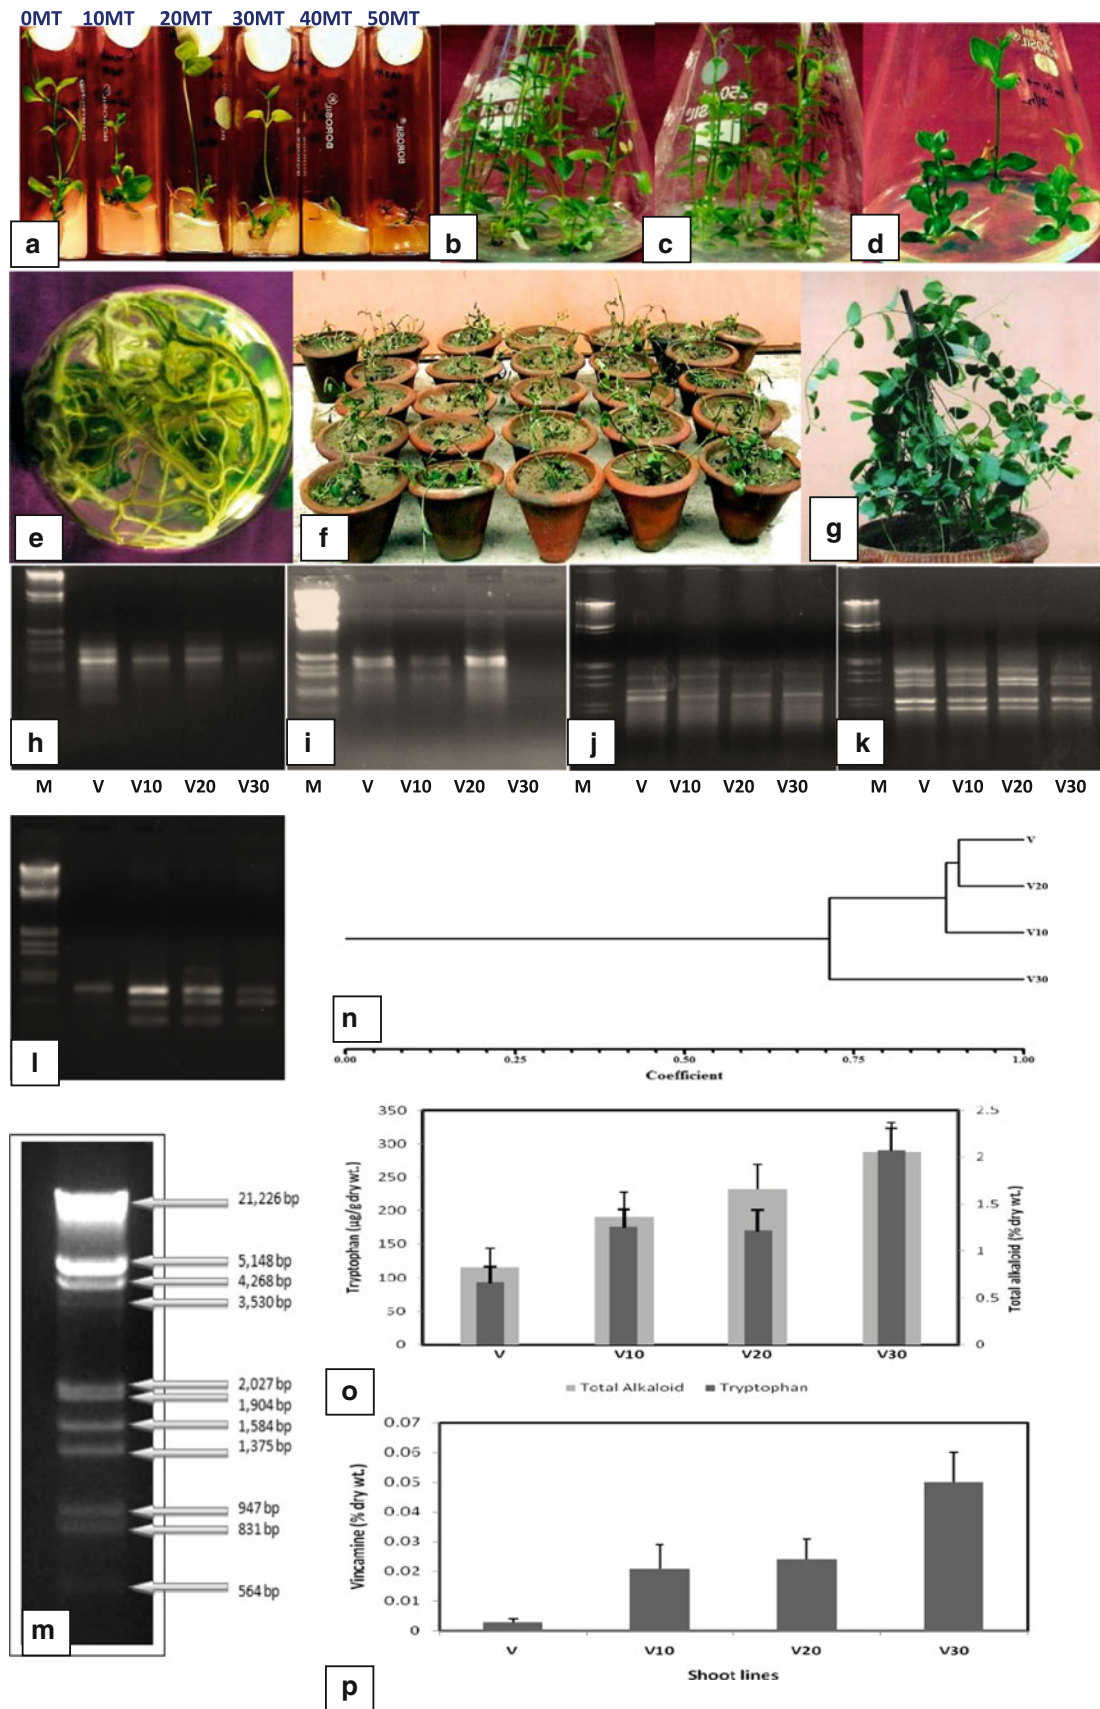 0MT 10MT 20MT 30MT 40MT 50MT
BOROSIL®
BOROSIL®
a
b
c
d
e
f
g
h
i
j
k
M V V10 V20 V30
M V V10 V20 V30
M V V10 V20 V30
M V V10 V20 V30
l
V
V20
V10
V30
n
0.00 0.25 0.50 0.75 1.00
Coefficient
21,226 bp
5,148 bp
4,268 bp
3,530 bp
2,027 bp
1,904 bp
1,584 bp
1,375 bp
947 bp
831 bp
564 bp
m
350
300
250
200
150
100
50
0
Tryptophan (µg/g dry wt.)
2.5
2
1.5
1
0.5
0
Total alkaloid (% dry wt.)
V V10 V20 V30
Total Alkaloid Tryptophan
o
0.07
0.06
0.05
0.04
0.03
0.02
0.01
0
Vincamine (% dry wt.)
V V10 V20 V30
Shoot lines
p